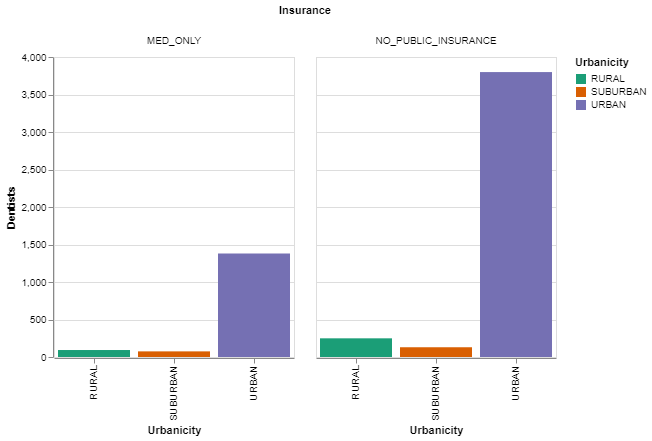 Insurance
MED_ONLY
NO_PUBLIC_INSURANCE
Dentists
4,000
3,500
3,000
2,500
2,000
1,500
1,000
500
0
RURAL
SUBURBAN
URBAN
Urbanicity
RURAL
SUBURBAN
URBAN
Urbanicity
Urbanicity
RURAL
SUBURBAN
URBAN